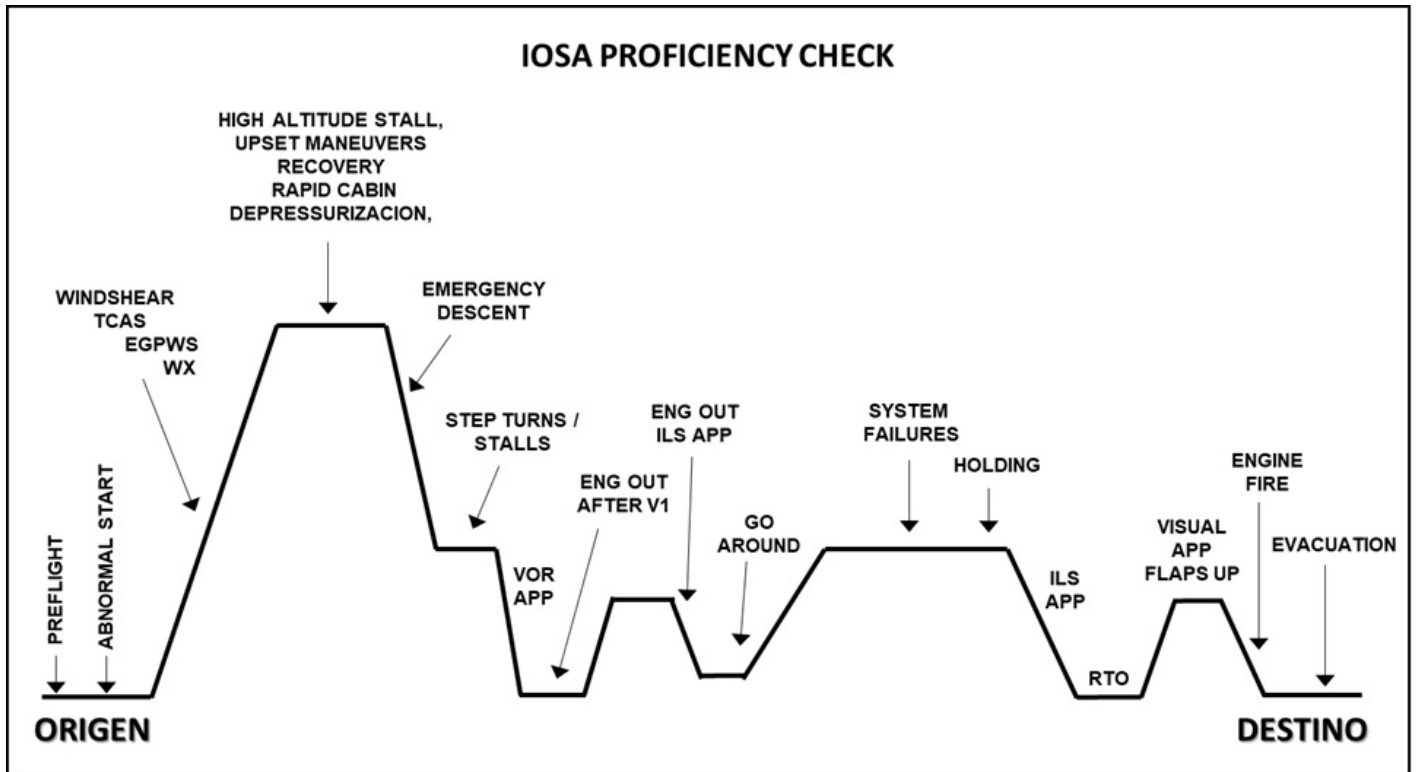 IOSA PROFICIENCY CHECK
HIGH ALTITUDE STALL,
UPSET MANEUVERS
RECOVERY
RAPID CABIN
DEPRESSURIZACION,
WINDSHEAR
TCAS
EGPWS
WX
EMERGENCY
DESCENT
STEP TURNS /
STALLS
ENG OUT
AFTER V1
ENG OUT
ILS APP
GO
AROUND
SYSTEM
FAILURES
HOLDING
ENGINE
FIRE
EVACUATION
PREFLIGHT
ABNORMAL START
VOR
APP
ILS
APP
VISUAL
APP
FLAPS UP
RTO
ORIGEN
DESTINO